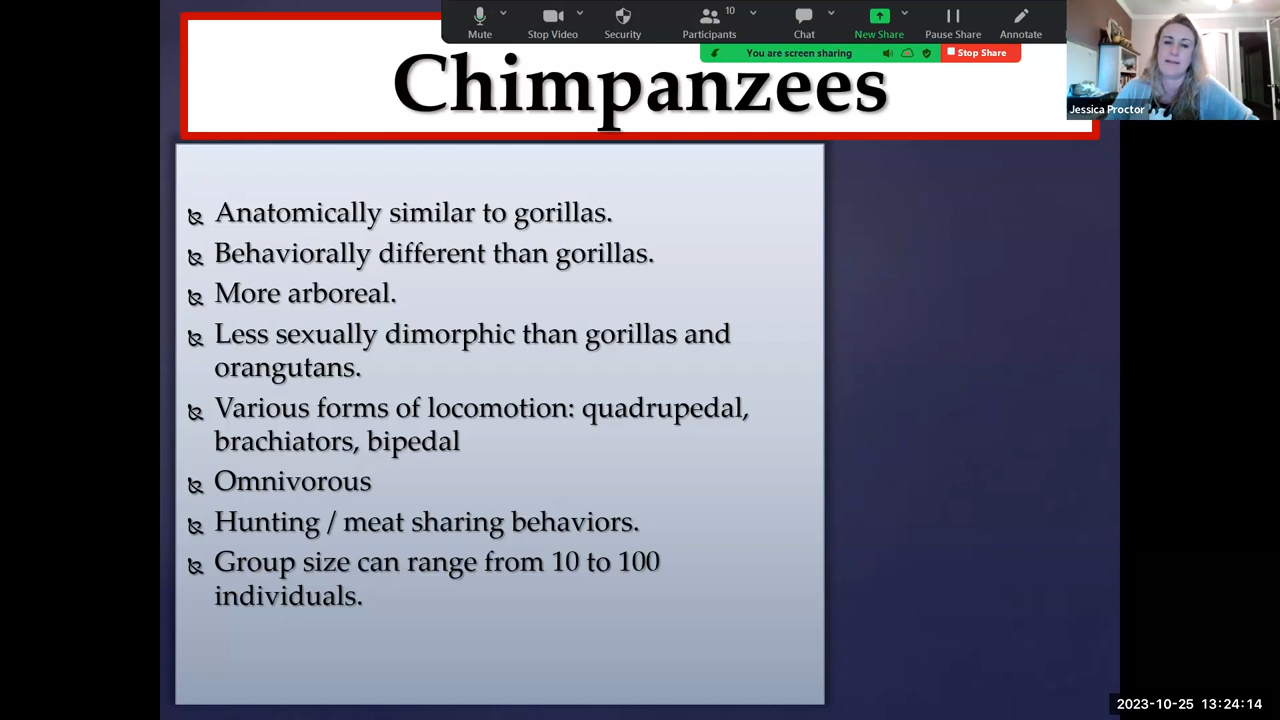 10
Mute
Stop Video
Security
Participants
Chat
New Share
Pause Share
Annotate
You are screen sharing
Stop Share
Jessica Proctor
Chimpanzees
Anatomically similar to gorillas.
Behaviorally different than gorillas.
More arboreal.
Less sexually dimorphic than gorillas and
orangutans.
Various forms of locomotion: quadrupedal,
brachiators, bipedal
Omnivorous
Hunting / meat sharing behaviors.
Group size can range from 10 to 100
individuals.
2023-10-25 13:24:14